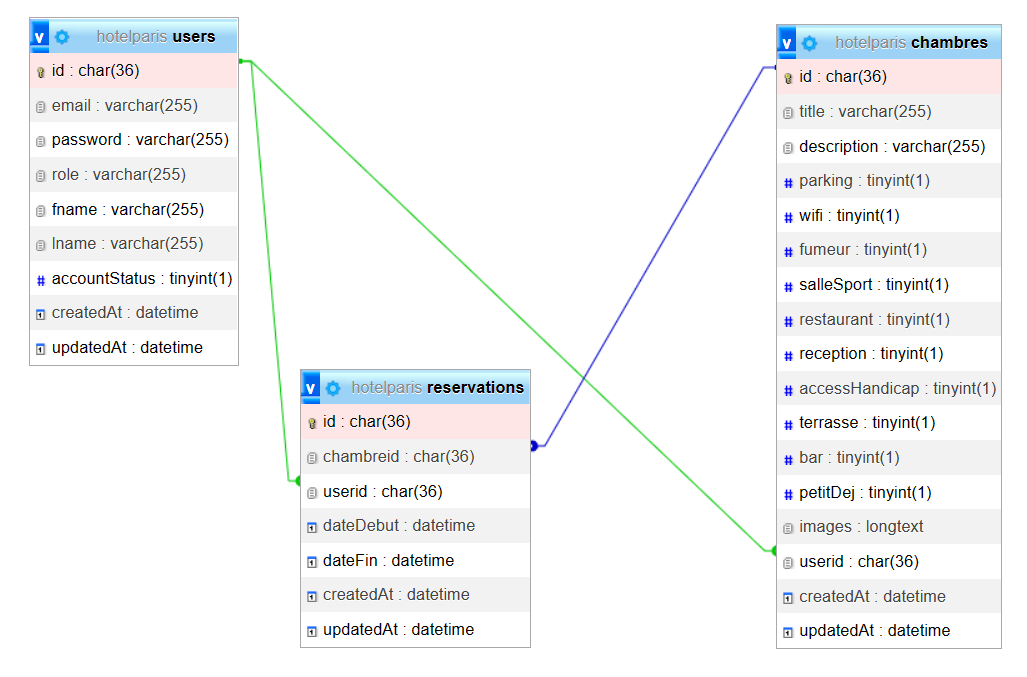 v hotelparis users
id : char(36)
email : varchar(255)
password : varchar(255)
role : varchar(255)
fname : varchar(255)
lname : varchar(255)
# accountStatus : tinyint(1)
createdAt : datetime
updatedAt : datetime
v hotelparis reservations
id : char(36)
chambreid : char(36)
userid : char(36)
dateDebut : datetime
dateFin : datetime
createdAt : datetime
updatedAt : datetime
v hotelparis chambres
id : char(36)
title : varchar(255)
description : varchar(255)
# parking : tinyint(1)
# wifi : tinyint(1)
# fumeur : tinyint(1)
# salleSport : tinyint(1)
# restaurant : tinyint(1)
# reception : tinyint(1)
# accessHandicap : tinyint(1)
# terrasse : tinyint(1)
# bar : tinyint(1)
# petitDej : tinyint(1)
images : longtext
userid : char(36)
createdAt : datetime
updatedAt : datetime